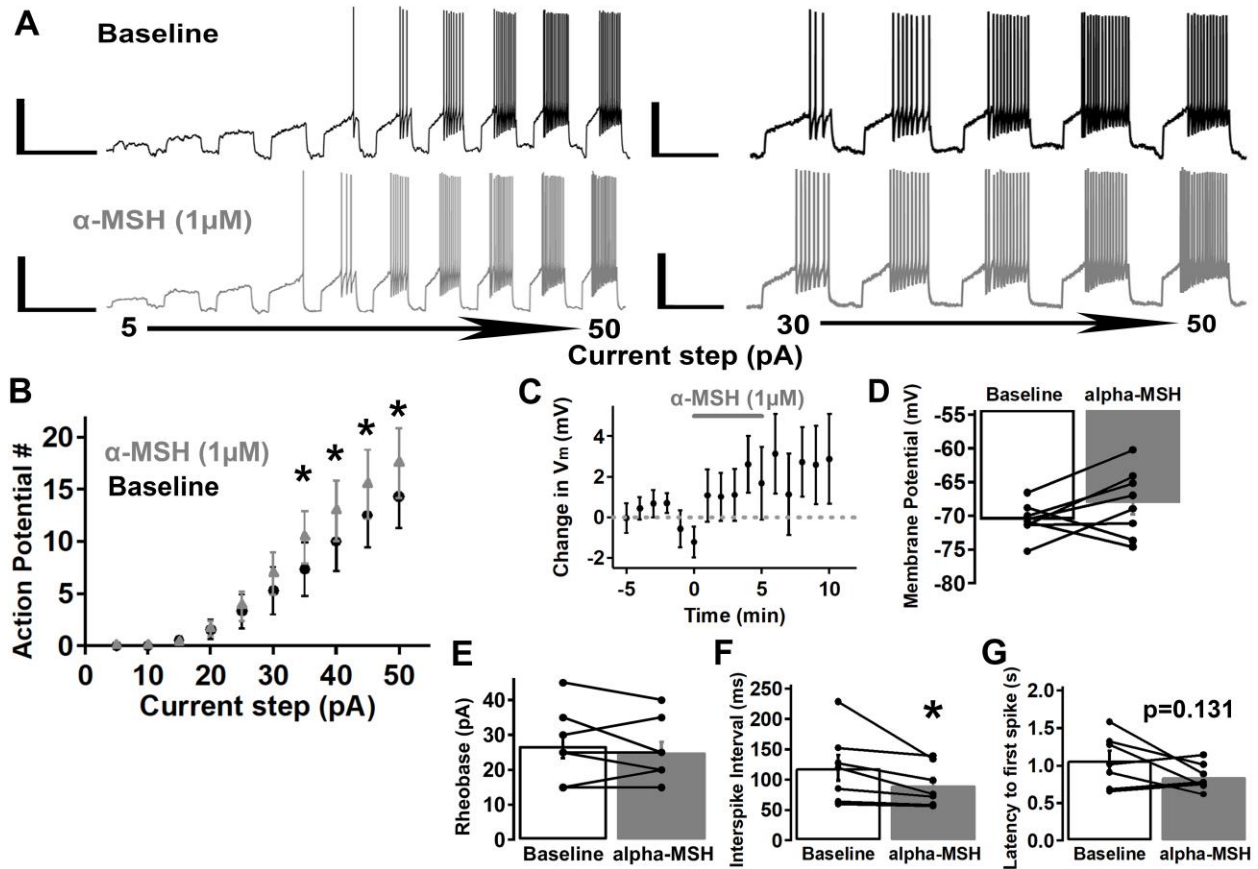 A
Baseline
α-MSH (1µM)
5
50
30
50
Current step (pA)
B
Action Potential #
20
15
10
5
0
α-MSH (1µM)
Baseline
*
*
*
*
0
10
20
30
40
50
Current step (pA)
C
α-MSH (1µM)
Change in Vm (mV)
4
2
0
-2
-5
0
5
10
Time (min)
D
Baseline
alpha-MSH
Membrane Potential (mV)
-55
-60
-65
-70
-75
-80
E
Rheobase (pA)
40
30
20
10
0
Baseline
alpha-MSH
F
Interspike Interval (ms)
250
200
150
100
50
0
*
Baseline
alpha-MSH
G
Latency to first spike (s)
2.0
1.5
1.0
0.5
0.0
p=0.131
Baseline
alpha-MSH